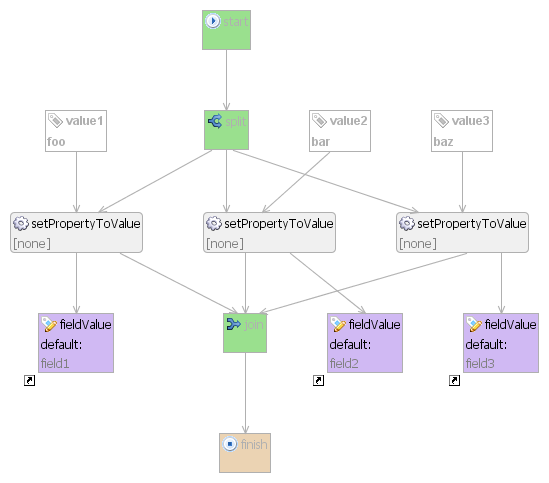 start
value1
foo
split
value2
bar
value3
baz
setPropertyToValue
[none]
setPropertyToValue
[none]
setPropertyToValue
[none]
fieldValue
default:
field1
join
fieldValue
default:
field2
fieldValue
default:
field3
finish